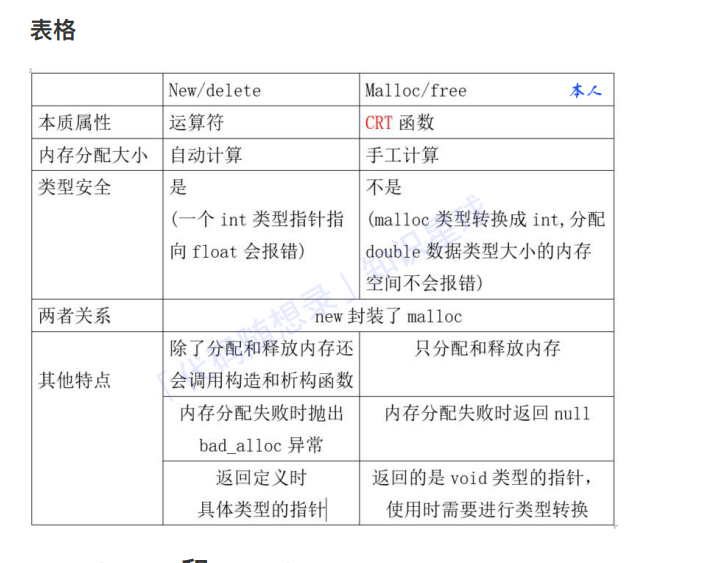 表格
New/delete
Malloc/free
本人
本质属性
运算符
CRT 函数
内存分配大小
自动计算
手工计算
类型安全
是
(一个 int 类型指针指
向 float 会报错)
不是
(malloc 类型转换成 int,分配
double 数据类型大小的内存
空间不会报错)
两者关系
new 封装了 malloc
其他特点
除了分配和释放内存还
会调用构造和析构函数
只分配和释放内存
内存分配失败时抛出
bad_alloc 异常
内存分配失败时返回 null
返回定义时
具体类型的指针
返回的是 void 类型的指针，
使用时需要进行类型转换
「代码随想录」知识星球